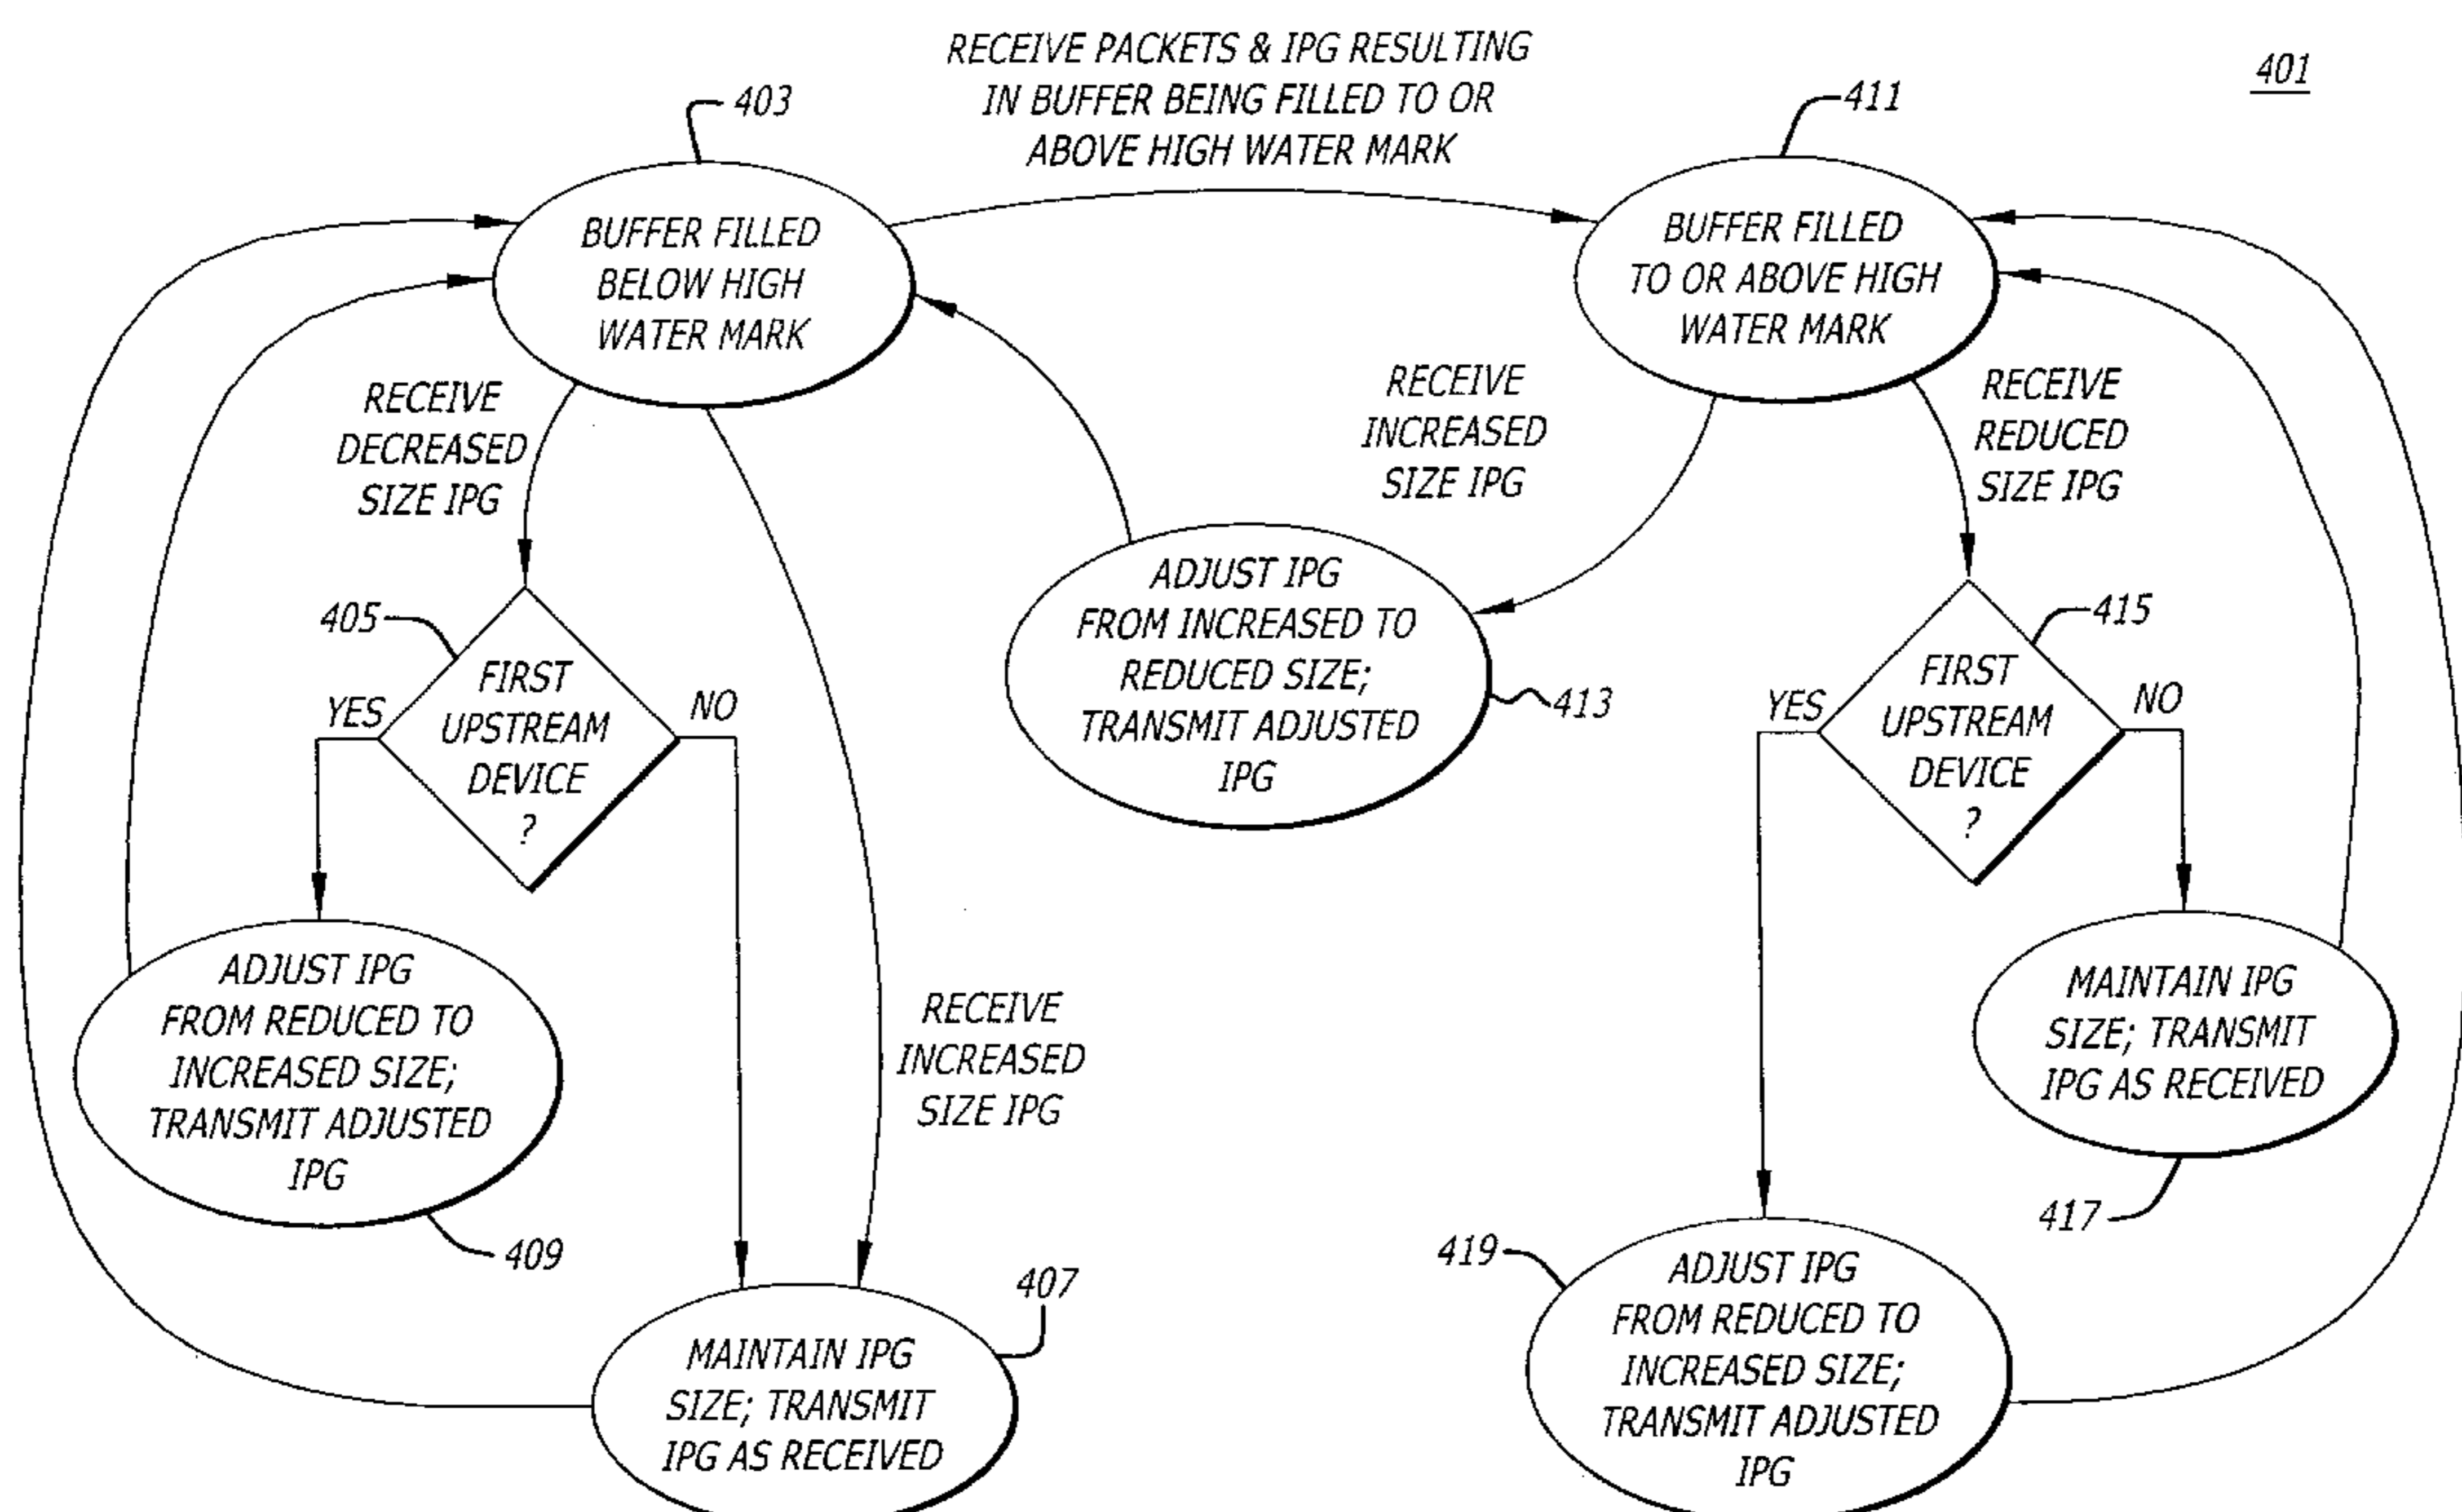 RECEIVE PACKETS & IPG RESULTING
IN BUFFER BEING FILLED TO OR
ABOVE HIGH WATER MARK
401
403
411
BUFFER FILLED
BELOW HIGH
WATER MARK
BUFFER FILLED
TO OR ABOVE HIGH
WATER MARK
RECEIVE
DECREASED
SIZE IPG
RECEIVE
INCREASED
SIZE IPG
RECEIVE
REDUCED
SIZE IPG
405
FIRST
UPSTREAM
DEVICE
?
YES
NO
ADJUST IPG
FROM INCREASED TO
REDUCED SIZE;
TRANSMIT ADJUSTED
IPG
413
415
FIRST
UPSTREAM
DEVICE
?
YES
NO
ADJUST IPG
FROM REDUCED TO
INCREASED SIZE;
TRANSMIT ADJUSTED
IPG
409
RECEIVE
INCREASED
SIZE IPG
MAINTAIN IPG
SIZE; TRANSMIT
IPG AS RECEIVED
417
407
MAINTAIN IPG
SIZE; TRANSMIT
IPG AS RECEIVED
419
ADJUST IPG
FROM REDUCED TO
INCREASED SIZE;
TRANSMIT ADJUSTED
IPG